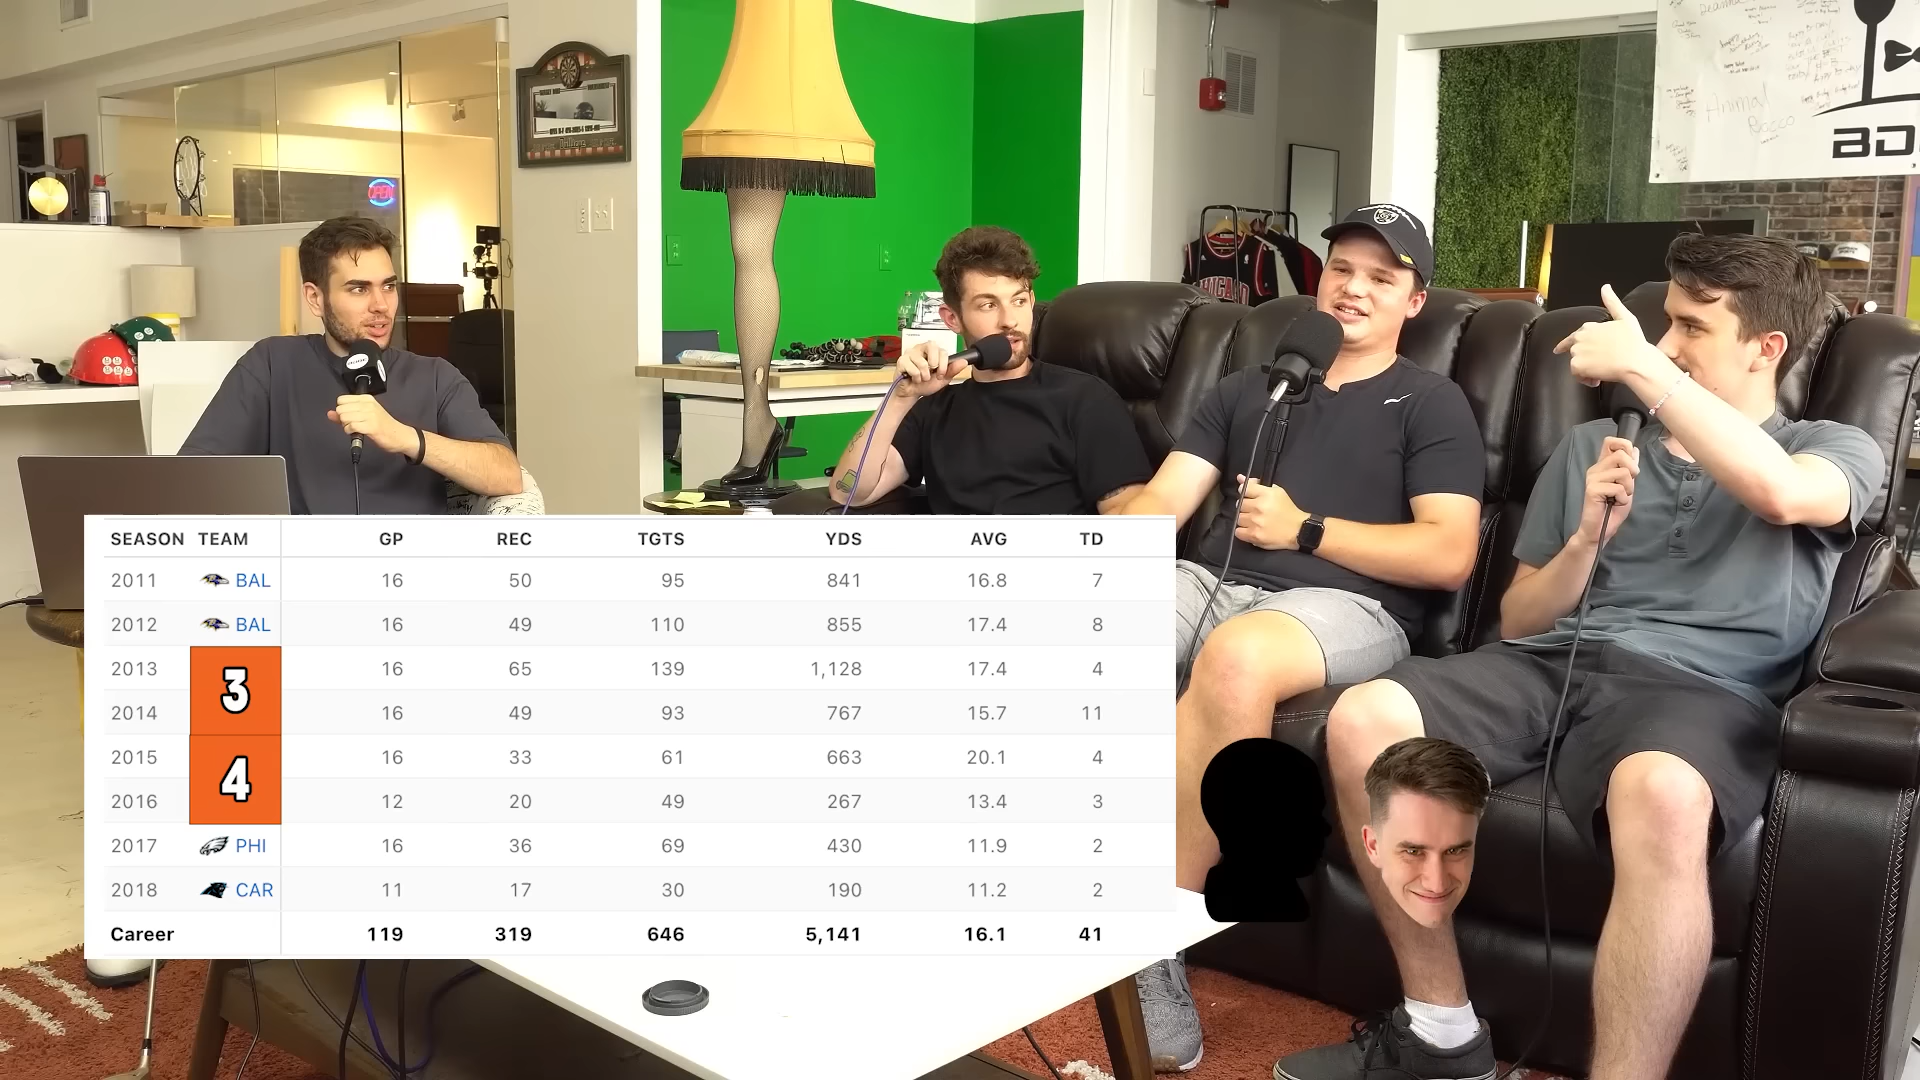 OPEN
Animal
Rocco
BD
CHICAG
SEASON TEAM GP REC TGTS YDS AVG TD
2011 BAL 16 50 95 841 16.8 7
2012 BAL 16 49 110 855 17.4 8
2013 3 16 65 139 1,128 17.4 4
2014 16 49 93 767 15.7 11
2015 4 16 33 61 663 20.1 4
2016 12 20 49 267 13.4 3
2017 PHI 16 36 69 430 11.9 2
2018 CAR 11 17 30 190 11.2 2
Career 119 319 646 5,141 16.1 41